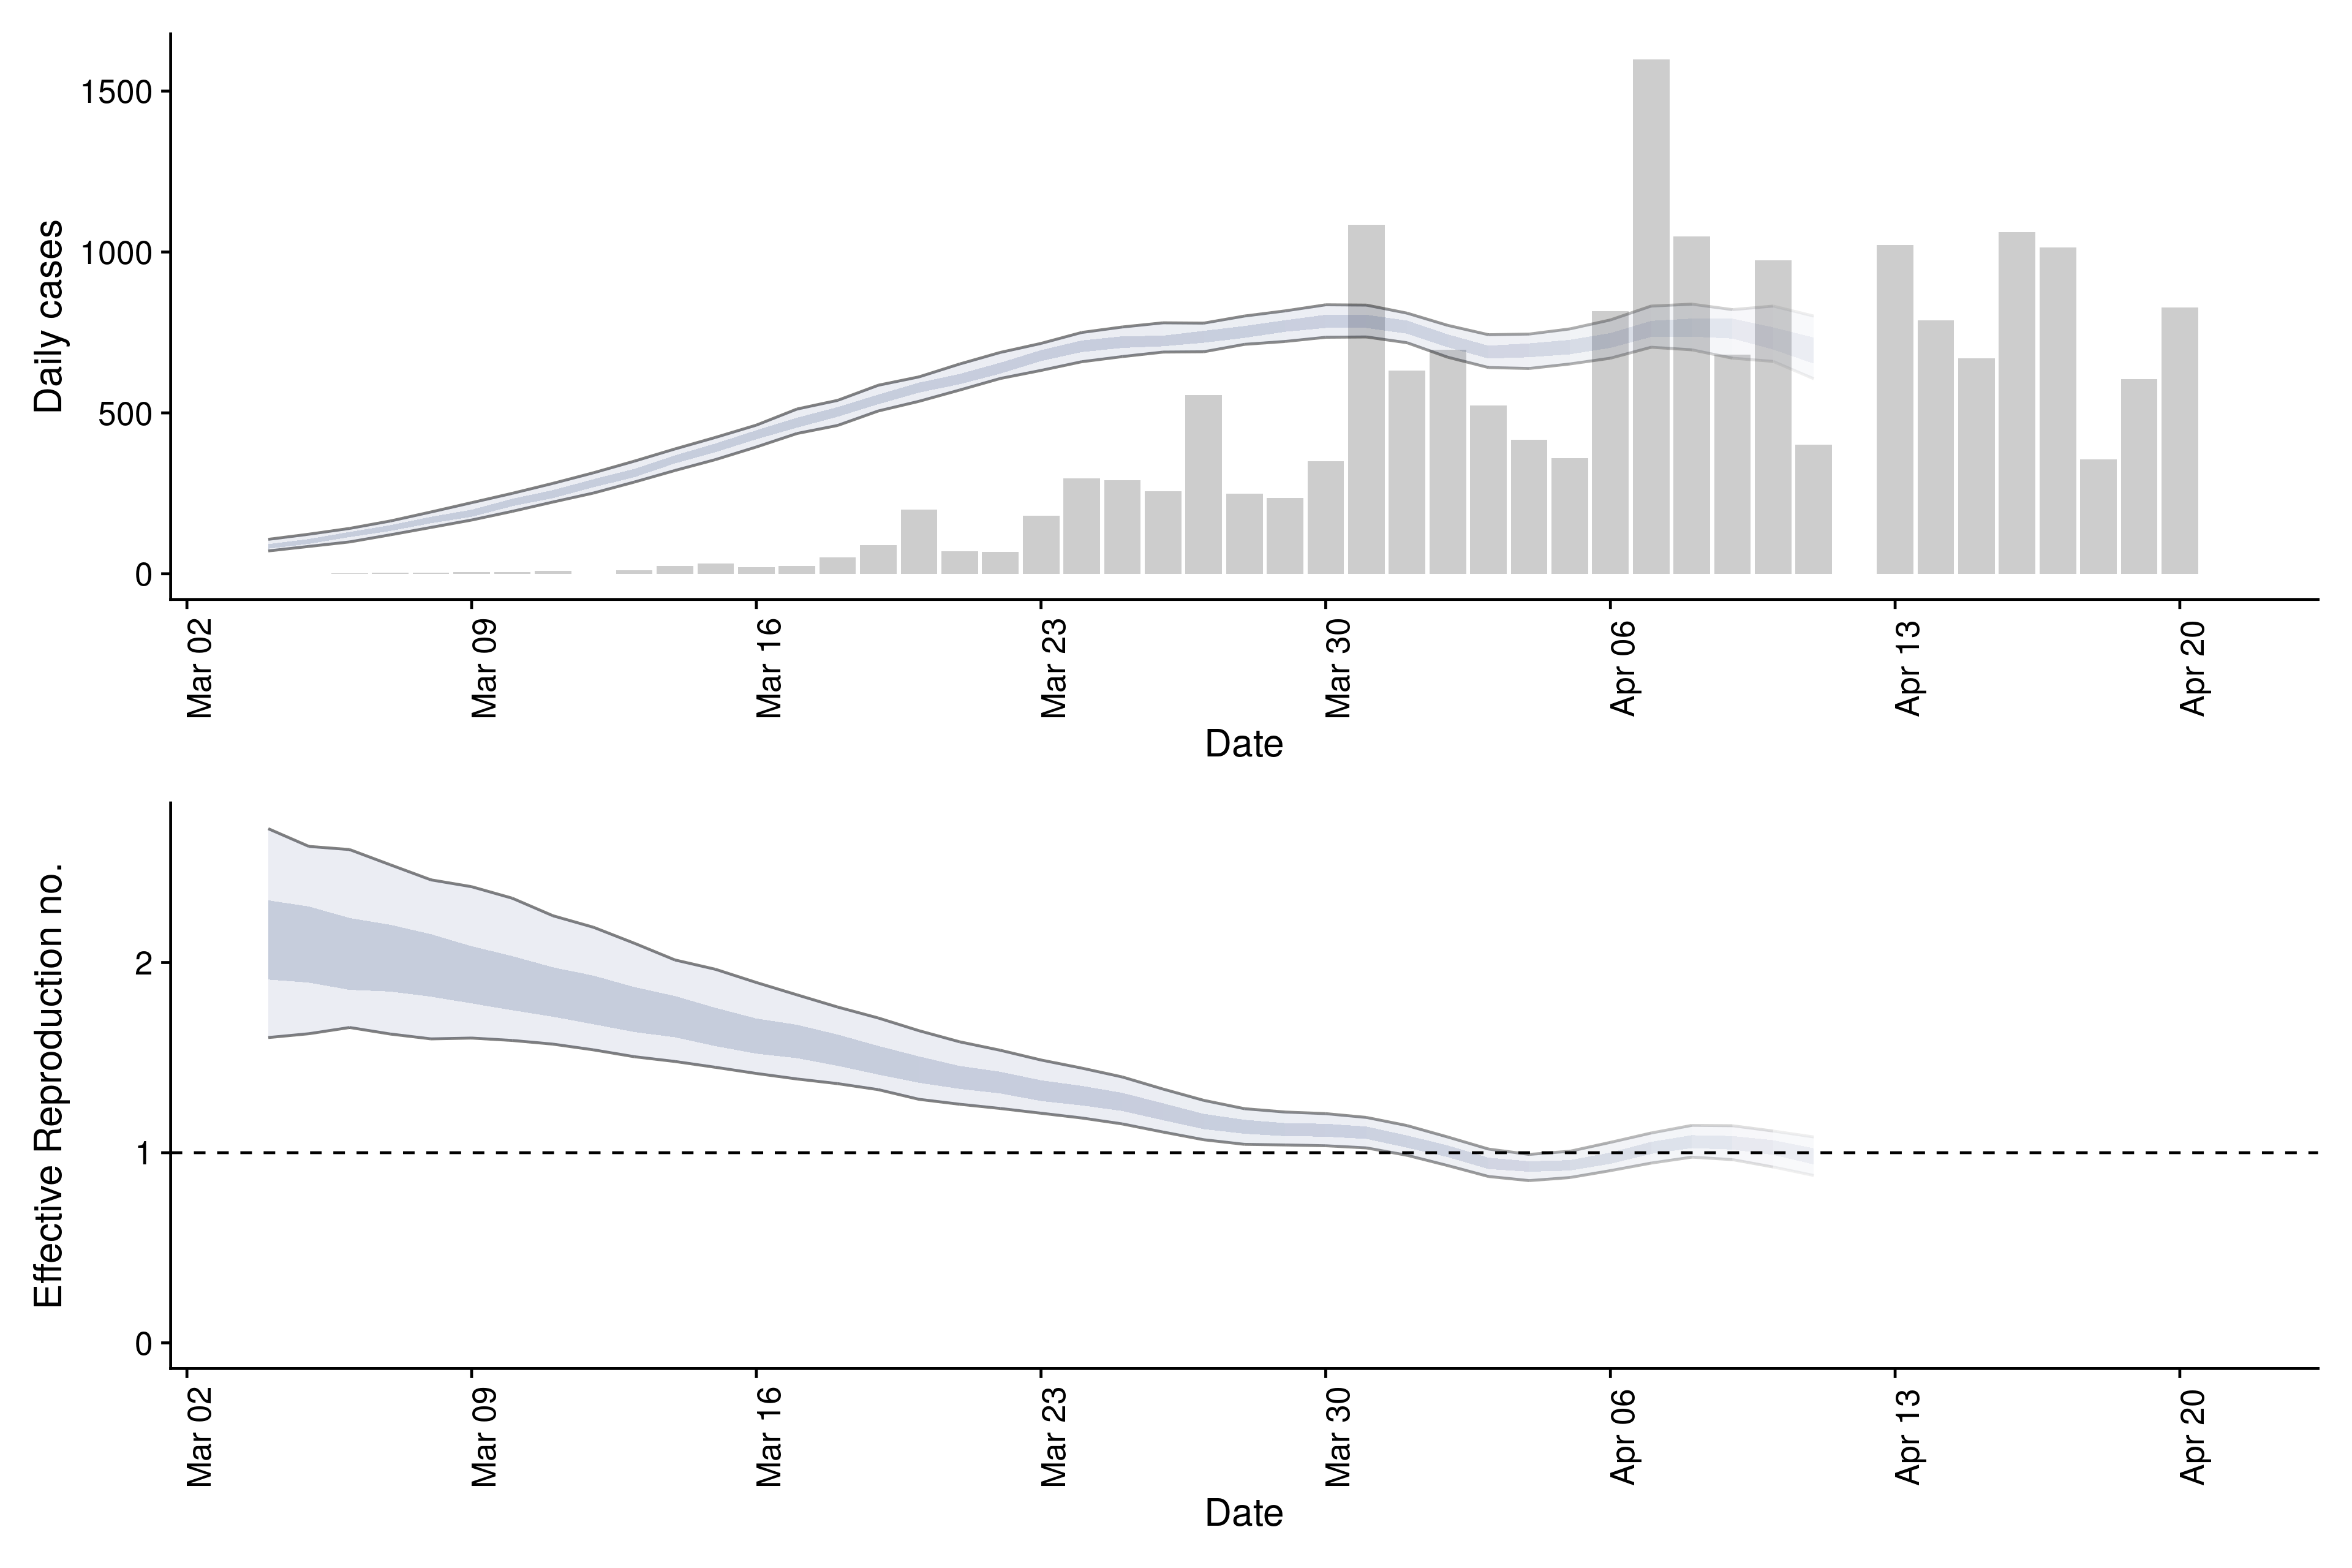 Daily cases
1500
1000
500
0
Mar 02
Mar 09
Mar 16
Mar 23
Mar 30
Apr 06
Apr 13
Apr 20
Date
Effective Reproduction no.
2
1
0
Mar 02
Mar 09
Mar 16
Mar 23
Mar 30
Apr 06
Apr 13
Apr 20
Date